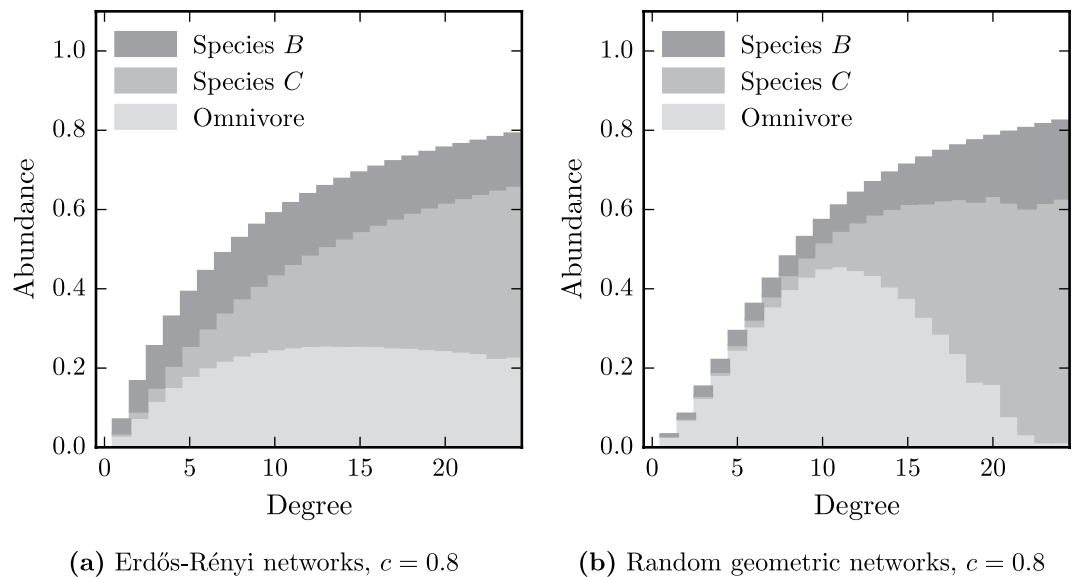 1.0
0.8
0.6
0.4
0.2
0.0
Abundance
Species B
Species C
Omnivore
0 5 10 15 20
Degree
(a) Erdős-Rényi networks, c = 0.8
1.0
0.8
0.6
0.4
0.2
0.0
Abundance
Species B
Species C
Omnivore
0 5 10 15 20
Degree
(b) Random geometric networks, c = 0.8